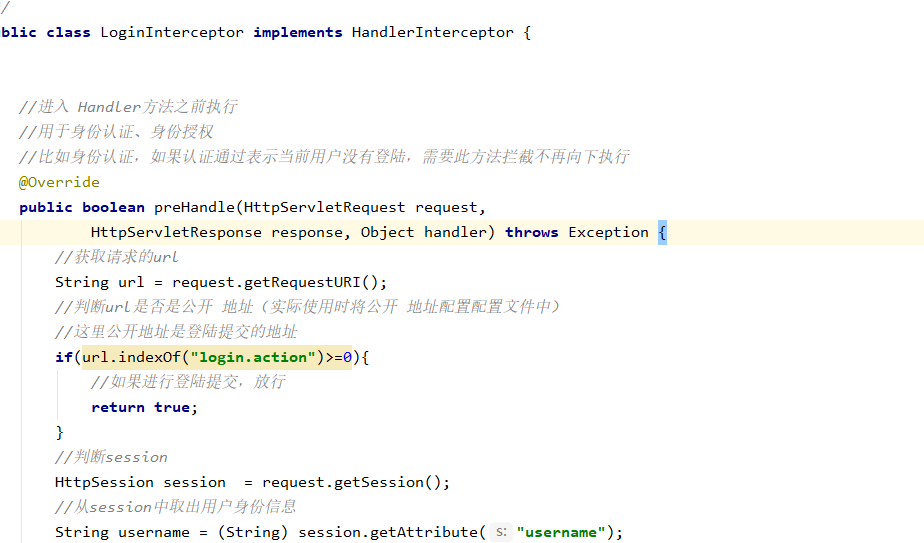 /
blic class LoginInterceptor implements HandlerInterceptor {
//进入 Handler方法之前执行
//用于身份认证、身份授权
//比如身份认证，如果认证通过表示当前用户没有登陆，需要此方法拦截不再向下执行
@Override
public boolean preHandle(HttpServletRequest request,
HttpServletResponse response, Object handler) throws Exception {
//获取请求的url
String url = request.getRequestURI();
//判断url是否是公开 地址（实际使用时将公开 地址配置配置文件中）
//这里公开地址是登陆提交的地址
if(url.indexOf("login.action")>=0){
//如果进行登陆提交，放行
return true;
}
//判断session
HttpSession session  = request.getSession();
//从session中取出用户身份信息
String username = (String) session.getAttribute( s: "username");